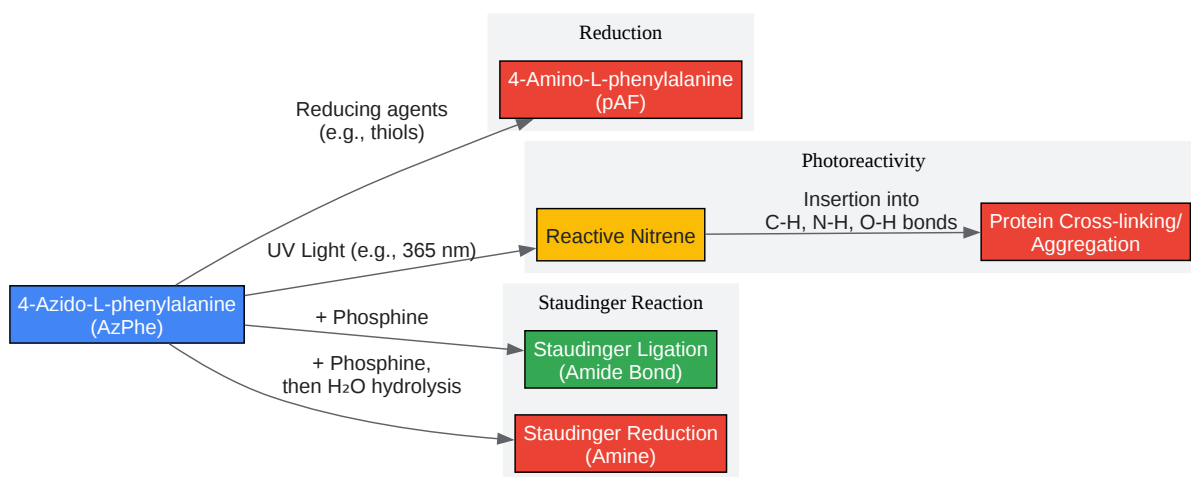 Reduction
4-Amino-L-phenylalanine
(pAF)
Reducing agents
(e.g., thiols)
Photoreactivity
Insertion into
C-H, N-H, O-H bonds
Reactive Nitrene
Protein Cross-linking/
Aggregation
UV Light (e.g., 365 nm)
4-Azido-L-phenylalanine
(AzPhe)
Staudinger Reaction
+ Phosphine
Staudinger Ligation
(Amide Bond)
+ Phosphine,
then H₂O hydrolysis
Staudinger Reduction
(Amine)